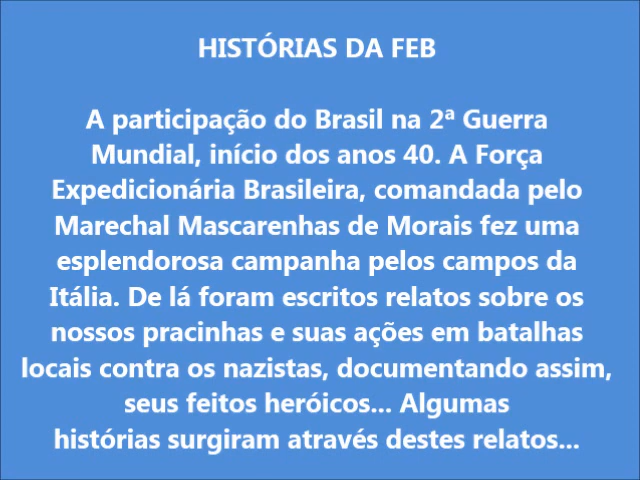 HISTÓRIAS DA FEB
A participação do Brasil na 2ª Guerra
Mundial, início dos anos 40. A Força
Expedicionária Brasileira, comandada pelo
Marechal Mascarenhas de Morais fez uma
esplendorosa campanha pelos campos da
Itália. De lá foram escritos relatos sobre os
nossos pracinhas e suas ações em batalhas
locais contra os nazistas, documentando assim,
seus feitos heróicos... Algumas
histórias surgiram através destes relatos...